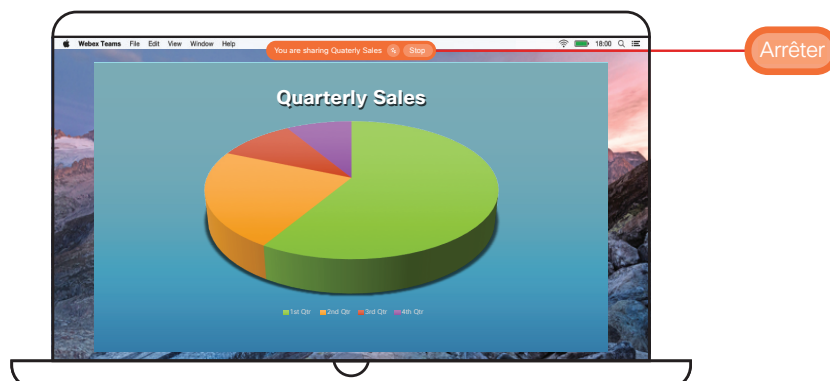 Webex Teams File Edit View Window Help
You are sharing Quaterly Sales Stop
18:00
Arrêter
Quarterly Sales
1st Qtr 2nd Qtr 3rd Qtr 4th Qtr